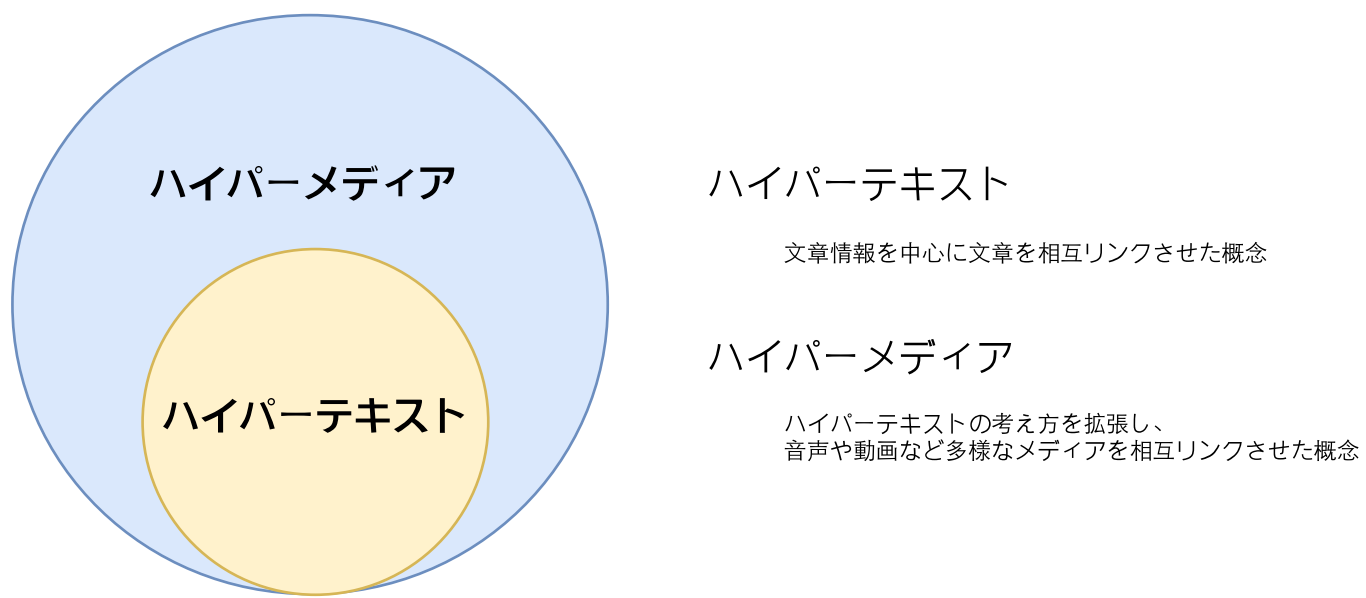 ハイパーメディア
ハイパーテキスト
ハイパーテキスト
文章情報を中心に文章を相互リンクさせた概念
ハイパーメディア
ハイパーテキストの考え方を拡張し、
音声や動画など多様なメディアを相互リンクさせた概念